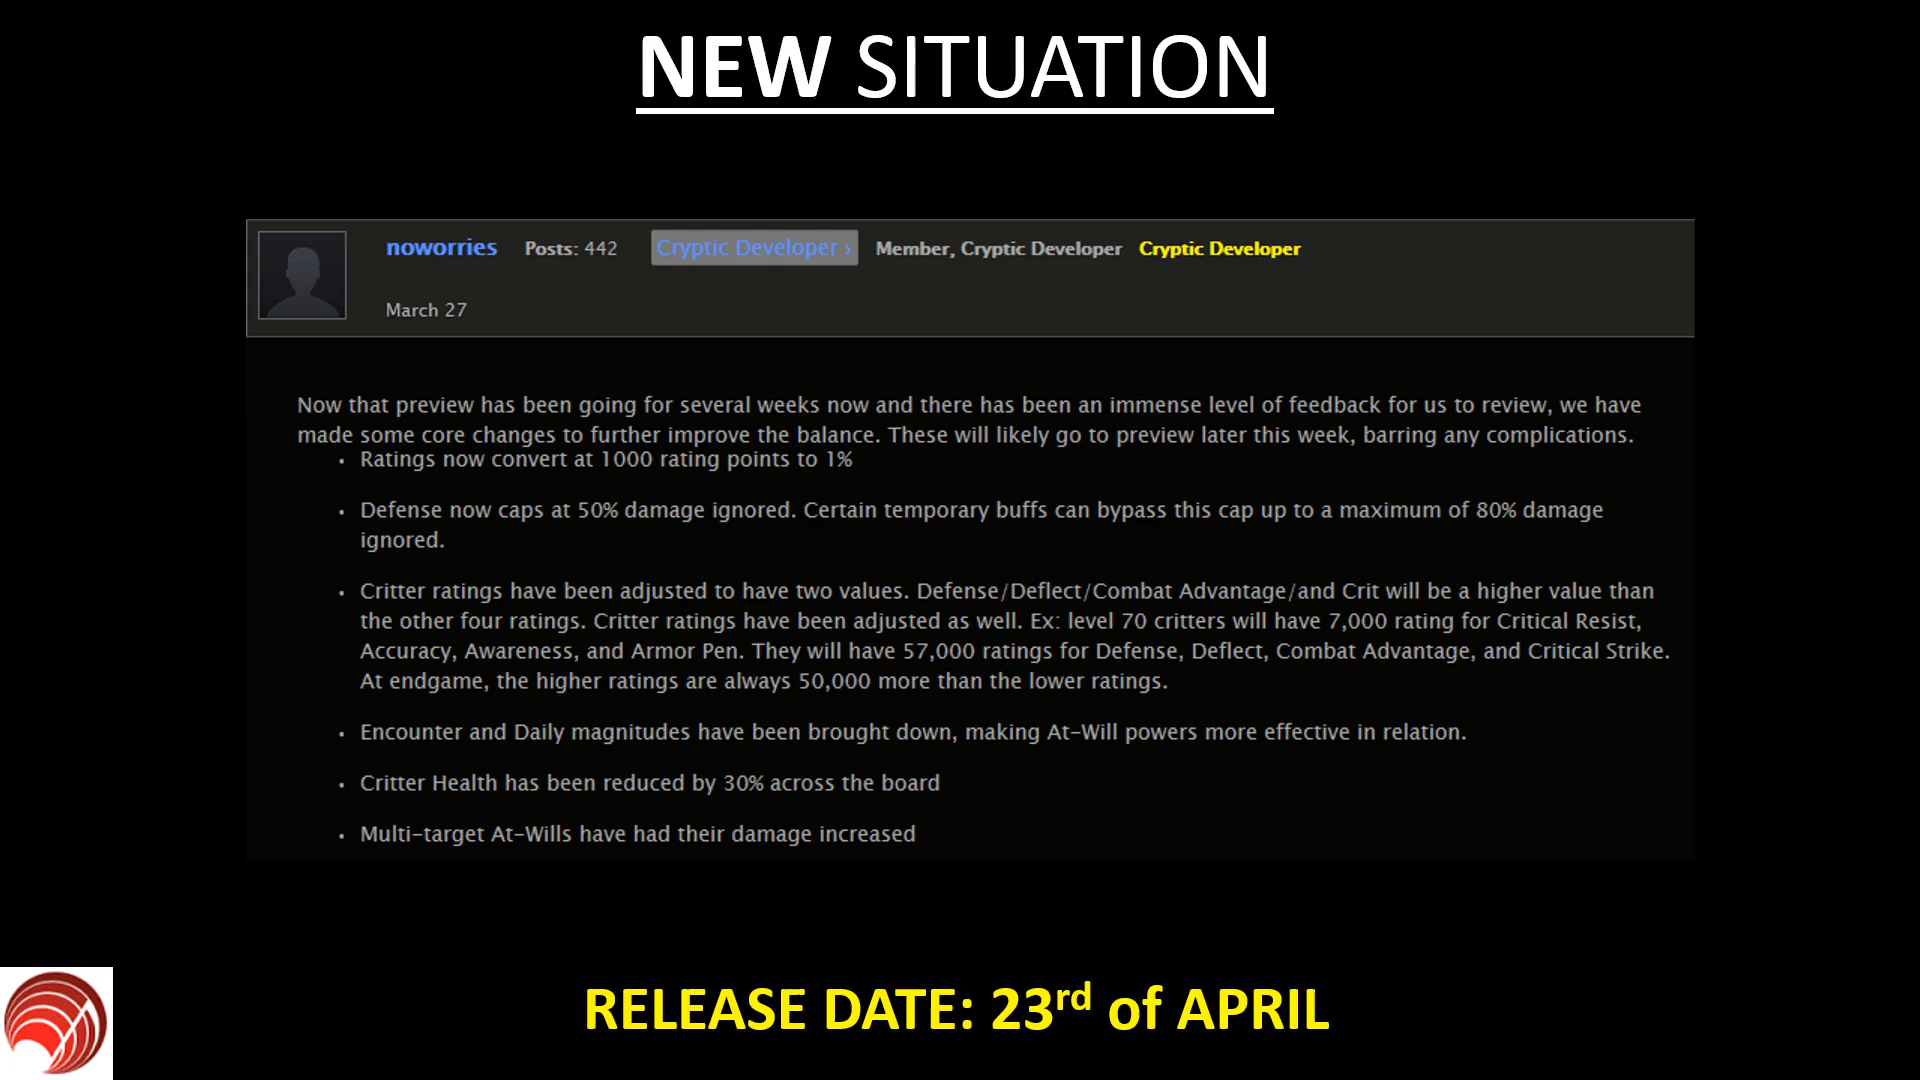 NEW SITUATION
noworries Posts: 442 Cryptic Developer › Member, Cryptic Developer Cryptic Developer
March 27
Now that preview has been going for several weeks now and there has been an immense level of feedback for us to review, we have
made some core changes to further improve the balance. These will likely go to preview later this week, barring any complications.
• Ratings now convert at 1000 rating points to 1%
• Defense now caps at 50% damage ignored. Certain temporary buffs can bypass this cap up to a maximum of 80% damage
ignored.
• Critter ratings have been adjusted to have two values. Defense/Deflect/Combat Advantage/and Crit will be a higher value than
the other four ratings. Critter ratings have been adjusted as well. Ex: level 70 critters will have 7,000 rating for Critical Resist,
Accuracy, Awareness, and Armor Pen. They will have 57,000 ratings for Defense, Deflect, Combat Advantage, and Critical Strike.
At endgame, the higher ratings are always 50,000 more than the lower ratings.
• Encounter and Daily magnitudes have been brought down, making At-Will powers more effective in relation.
• Critter Health has been reduced by 30% across the board
• Multi-target At-Wills have had their damage increased
RELEASE DATE: 23rd of APRIL